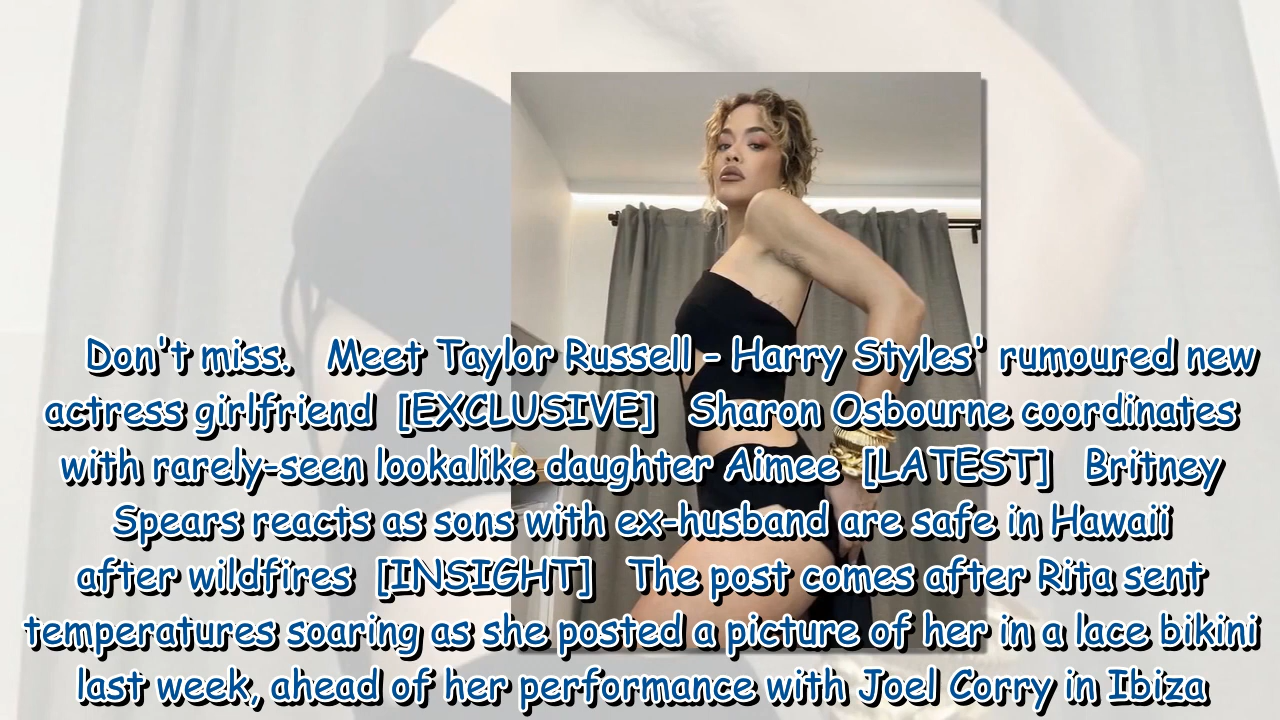 Don't miss. Meet Taylor Russell - Harry Styles' rumoured new
actress girlfriend [EXCLUSIVE] Sharon Osbourne coordinates
with rarely-seen lookalike daughter Aimee [LATEST] Britney
Spears reacts as sons with ex-husband are safe in Hawaii
after wildfires [INSIGHT] The post comes after Rita sent
temperatures soaring as she posted a picture of her in a lace bikini
last week, ahead of her performance with Joel Corry in Ibiza